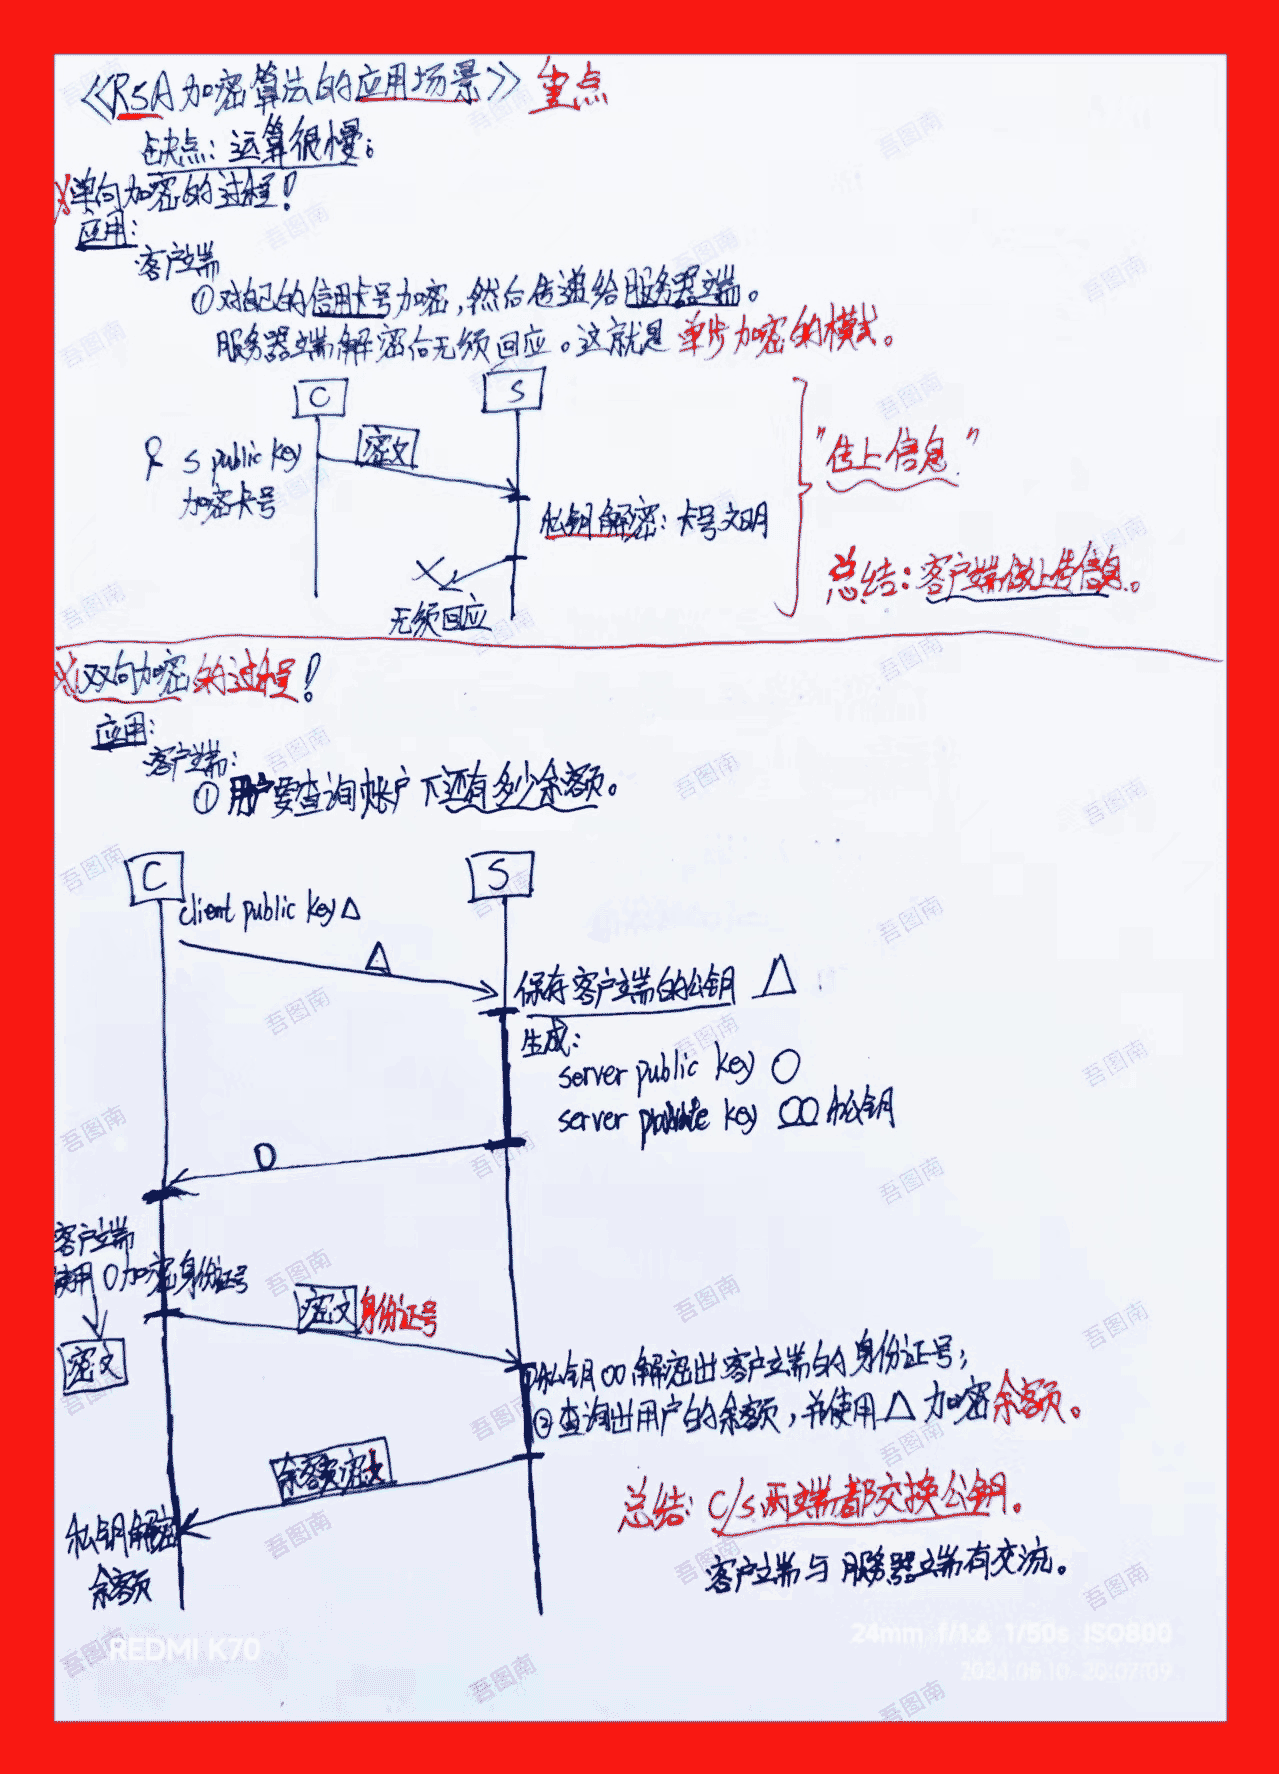 《RSA加密算法的应用场景》重点
缺点：运算很慢；
单向加密的过程！
应用：
客户端
①对自己的信用卡号加密，然后传递给服务器端。
服务器端解密后无须回应。这就是单步加密的模式。
C
S
S public key
密文
加密卡号
"传上信息"
私钥解密：卡号文明
无须回应
总结：客户端做上传信息。
双向加密的过程！
应用：
客户端：
①用户要查询账户下还有多少余额。
C
S
client public key △
△
保存客户端的公钥 △
生成：
server public key ○
server private key ○○ 私钥
O
客户端
使用 O 加密身份证号
密文 身份证号
密文
私钥 ○○ 解密出客户端的身份证号；
②查询出用户的余额，并使用 △ 加密余额。
余额密文
总结：C/S两端都交换公钥。
私钥解密
余额
客户端与服务器端有交流。
REDMI K70
24mm f/1.6 1/50s ISO800
2024.06.10 20:07:09
吾图南